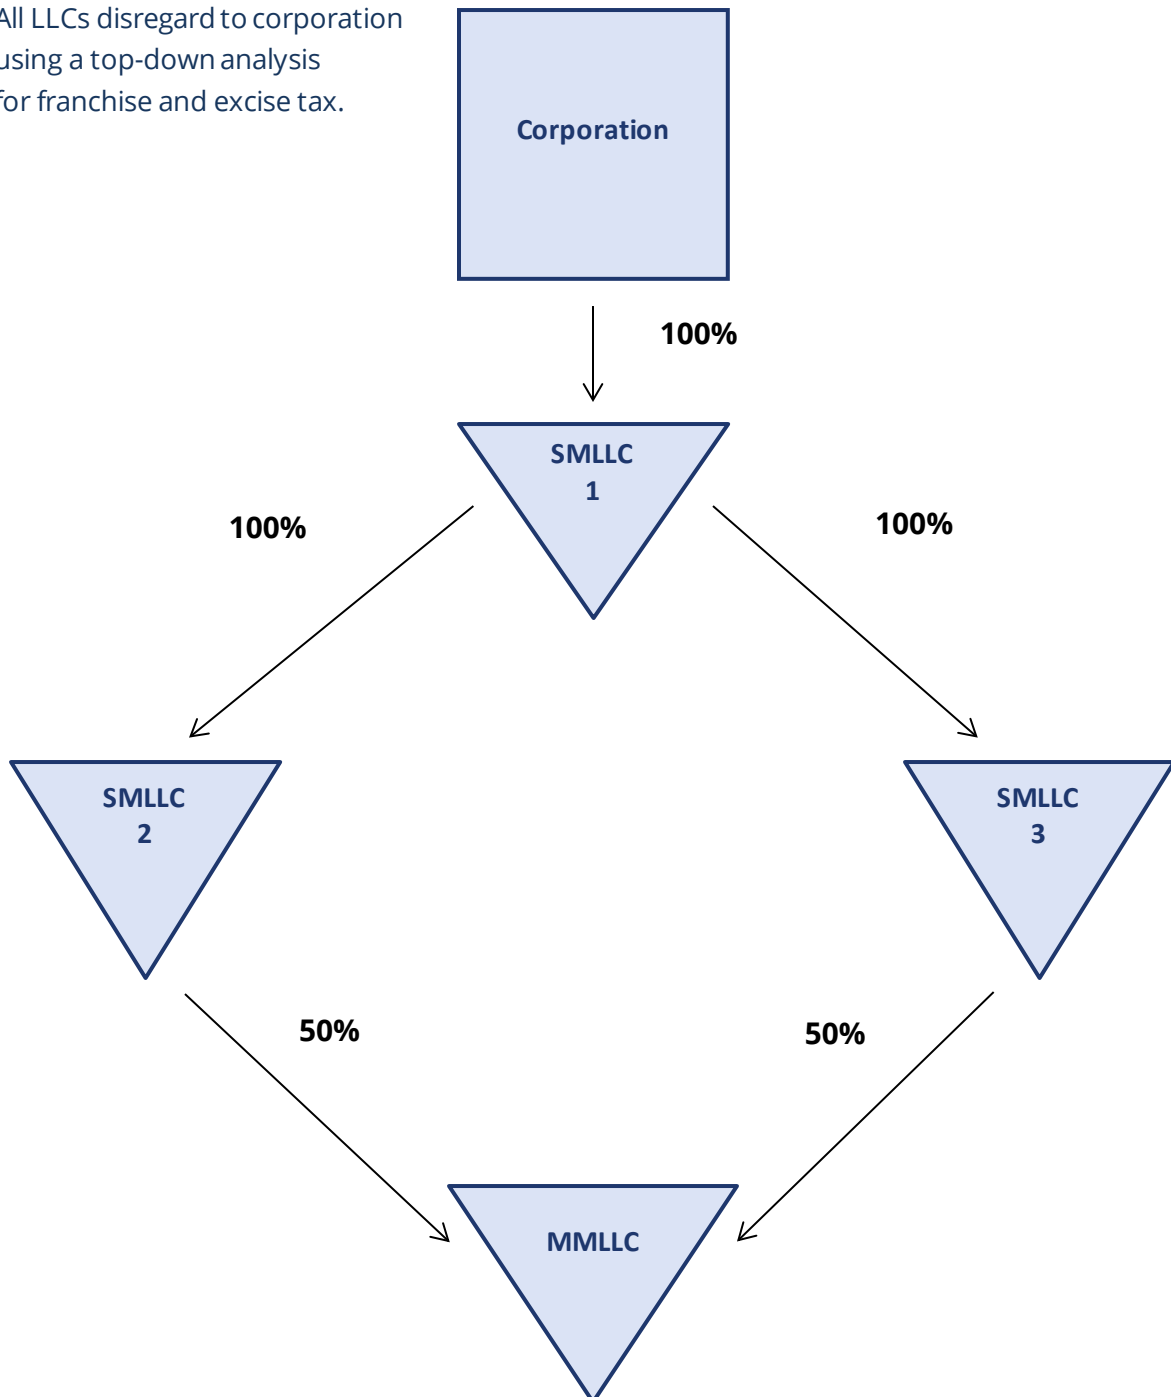 All LLCs disregard to corporation
using a top-down analysis
for franchise and excise tax.
Corporation
100%
SMLLC
1
100%
100%
SMLLC
2
SMLLC
3
50%
50%
MMLLC